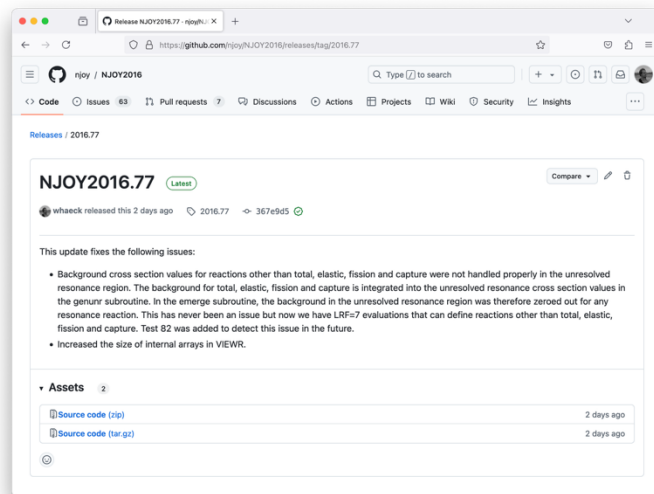 Release NJOY2016.77 · njoy/NJ
https://github.com/njoy/NJOY2016/releases/tag/2016.77
njoy / NJOY2016
Type / to search
<> Code Issues 63 Pull requests 7 Discussions Actions Projects Wiki Security Insights
Releases / 2016.77
NJOY2016.77 Latest
Compare
whaeck released this 2 days ago 2016.77 367e9d5
This update fixes the following issues:
• Background cross section values for reactions other than total, elastic, fission and capture were not handled properly in the unresolved
resonance region. The background for total, elastic, fission and capture is integrated into the unresolved resonance cross section values in
the genunr subroutine. In the emerge subroutine, the background in the unresolved resonance region was therefore zeroed out for any
resonance reaction. This has never been an issue but now we have LRF=7 evaluations that can define reactions other than total, elastic,
fission and capture. Test 82 was added to detect this issue in the future.
• Increased the size of internal arrays in VIEWR.
Assets 2
Source code (zip) 2 days ago
Source code (tar.gz) 2 days ago